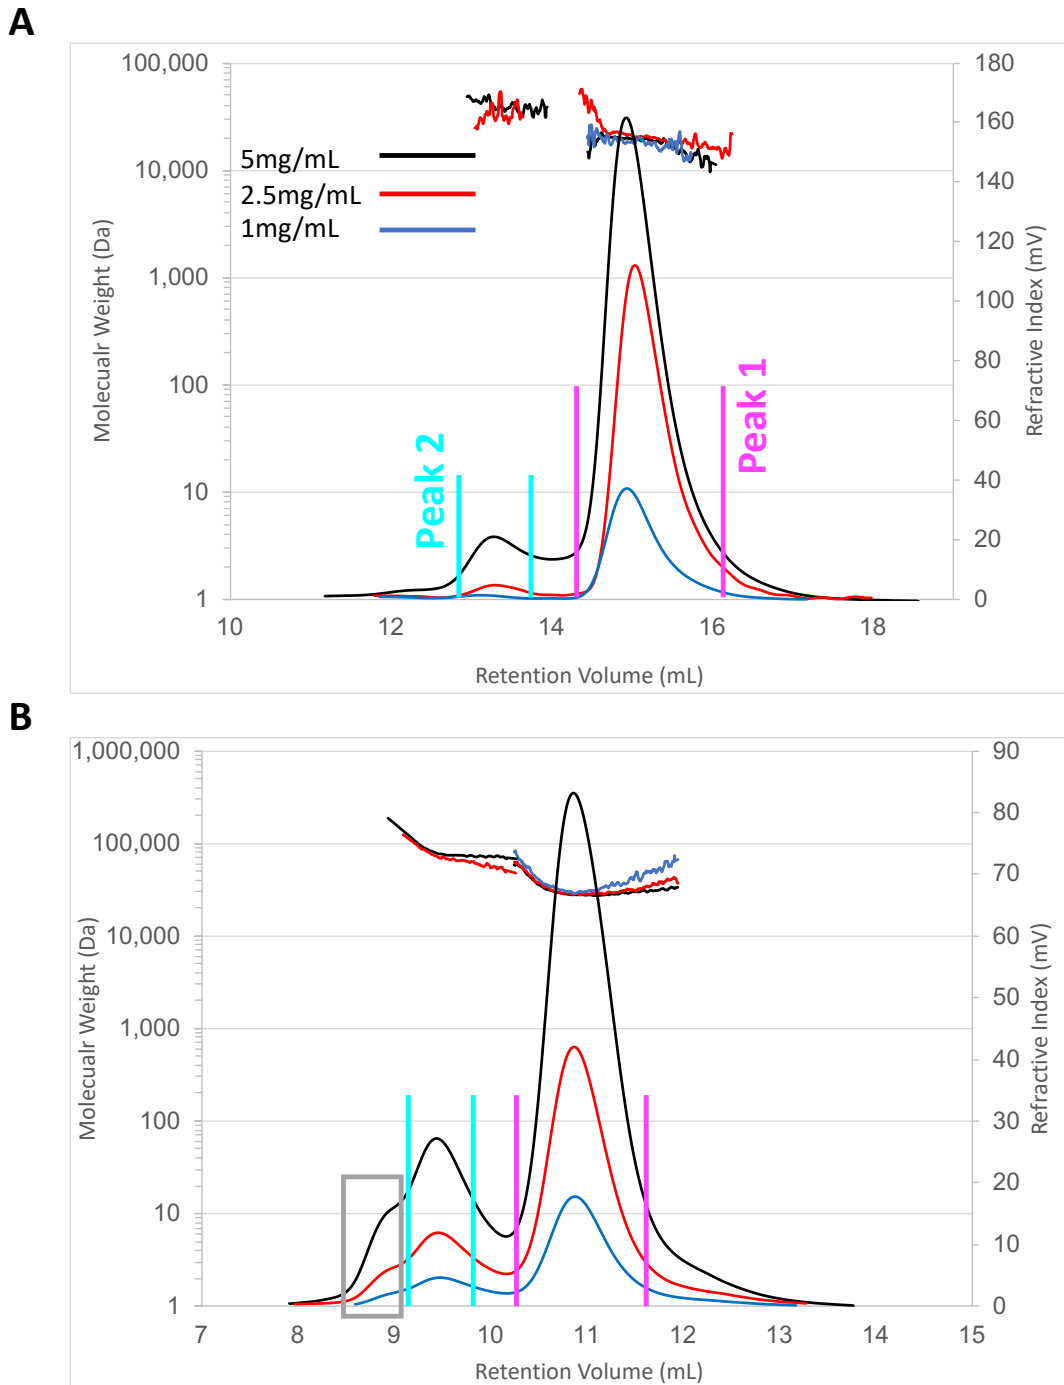 A
100,000
10,000
1,000
100
10
1
Molecualr Weight (Da)
180
160
140
120
100
80
60
40
20
0
Refractive Index (mV)
5mg/mL
2.5mg/mL
1mg/mL
Peak 2
Peak 1
10 12 14 16 18
Retention Volume (mL)
B
1,000,000
100,000
10,000
1,000
100
10
1
Molecualr Weight (Da)
90
80
70
60
50
40
30
20
10
0
Refractive Index (mV)
7 8 9 10 11 12 13 14 15
Retention Volume (mL)